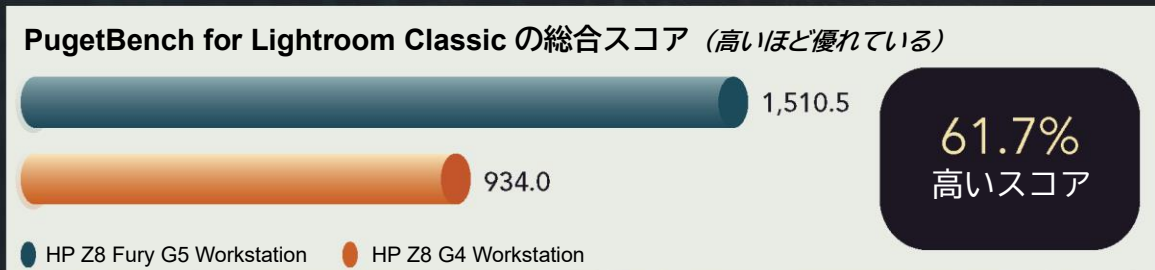 PugetBench for Lightroom Classic の総合スコア（高いほど優れている）
1,510.5
934.0
61.7%
高いスコア
HP Z8 Fury G5 Workstation HP Z8 G4 Workstation